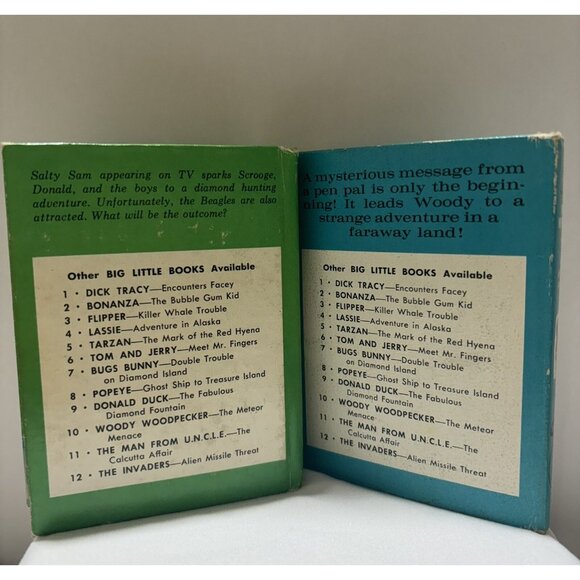 Salty Sam appearing on TV sparks Scrooge,
Donald, and the boys to a diamond hunting
adventure. Unfortunately, the Beagles are also
attracted. What will be the outcome?
Other BIG LITTLE BOOKS Available
1 • DICK TRACY—Encounters Facey
2 • BONANZA—The Bubble Gum Kid
3 • FLIPPER—Killer Whale Trouble
4 • LASSIE—Adventure in Alaska
5 • TARZAN—The Mark of the Red Hyena
6 • TOM AND JERRY—Meet Mr. Fingers
7 • BUGS BUNNY—Double Trouble
on Diamond Island
8 • POPEYE—Ghost Ship to Treasure Island
9 • DONALD DUCK—The Fabulous
Diamond Fountain
10 • WOODY WOODPECKER—The Meteor
Menace
11 • THE MAN FROM U.N.C.L.E.—The
Calcutta Affair
12 • THE INVADERS—Alien Missile Threat
A mysterious message from
a pen pal is only the begin-
ning! It leads Woody to a
strange adventure in a
faraway land!
Other BIG LITTLE BOOKS Available
1 • DICK TRACY—Encounters Facey
2 • BONANZA—The Bubble Gum Kid
3 • FLIPPER—Killer Whale Trouble
4 • LASSIE—Adventure in Alaska
5 • TARZAN—The Mark of the Red Hyena
6 • TOM AND JERRY—Meet Mr. Fingers
7 • BUGS BUNNY—Double Trouble
on Diamond Island
8 • POPEYE—Ghost Ship to Treasure Island
9 • DONALD DUCK—The Fabulous
Diamond Fountain
10 • WOODY WOODPECKER—The Meteor
Menace
11 • THE MAN FROM U.N.C.L.E.—The
Calcutta Affair
12 • THE INVADERS—Alien Missile Threat